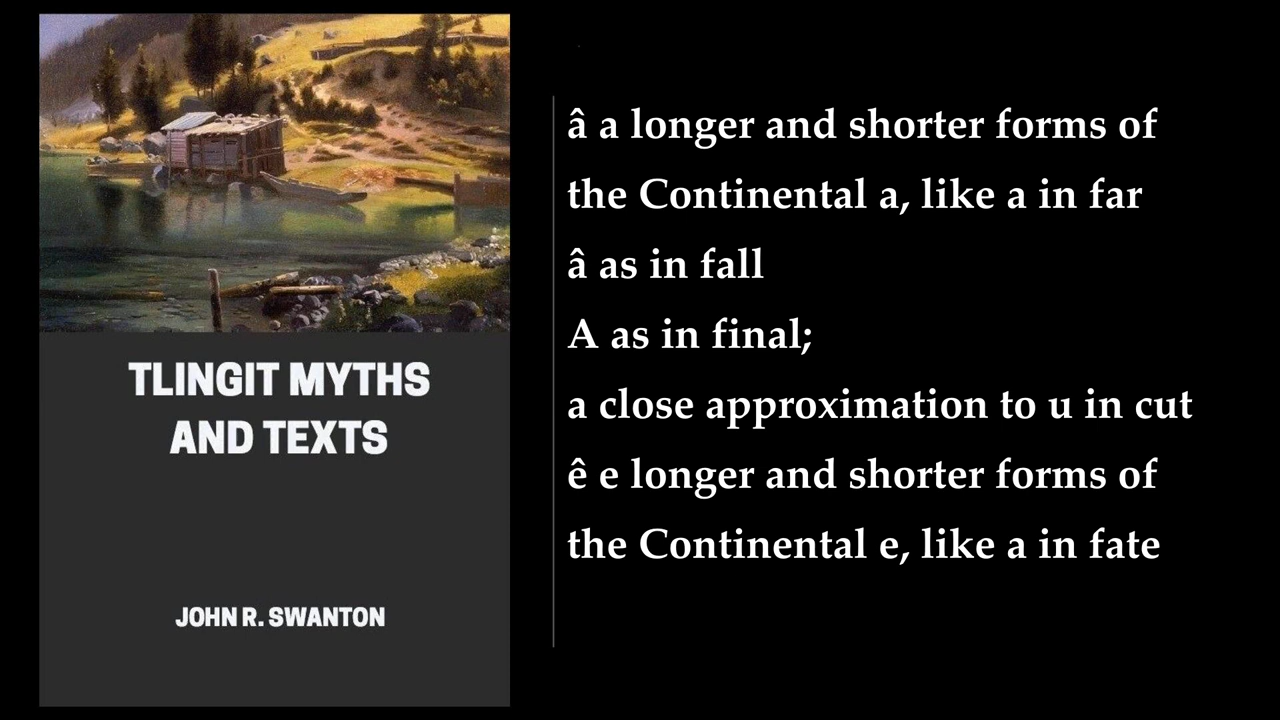 TLINGIT MYTHS
AND TEXTS
JOHN R. SWANTON
â a longer and shorter forms of
the Continental a, like a in far
â as in fall
A as in final;
a close approximation to u in cut
ê e longer and shorter forms of
the Continental e, like a in fate